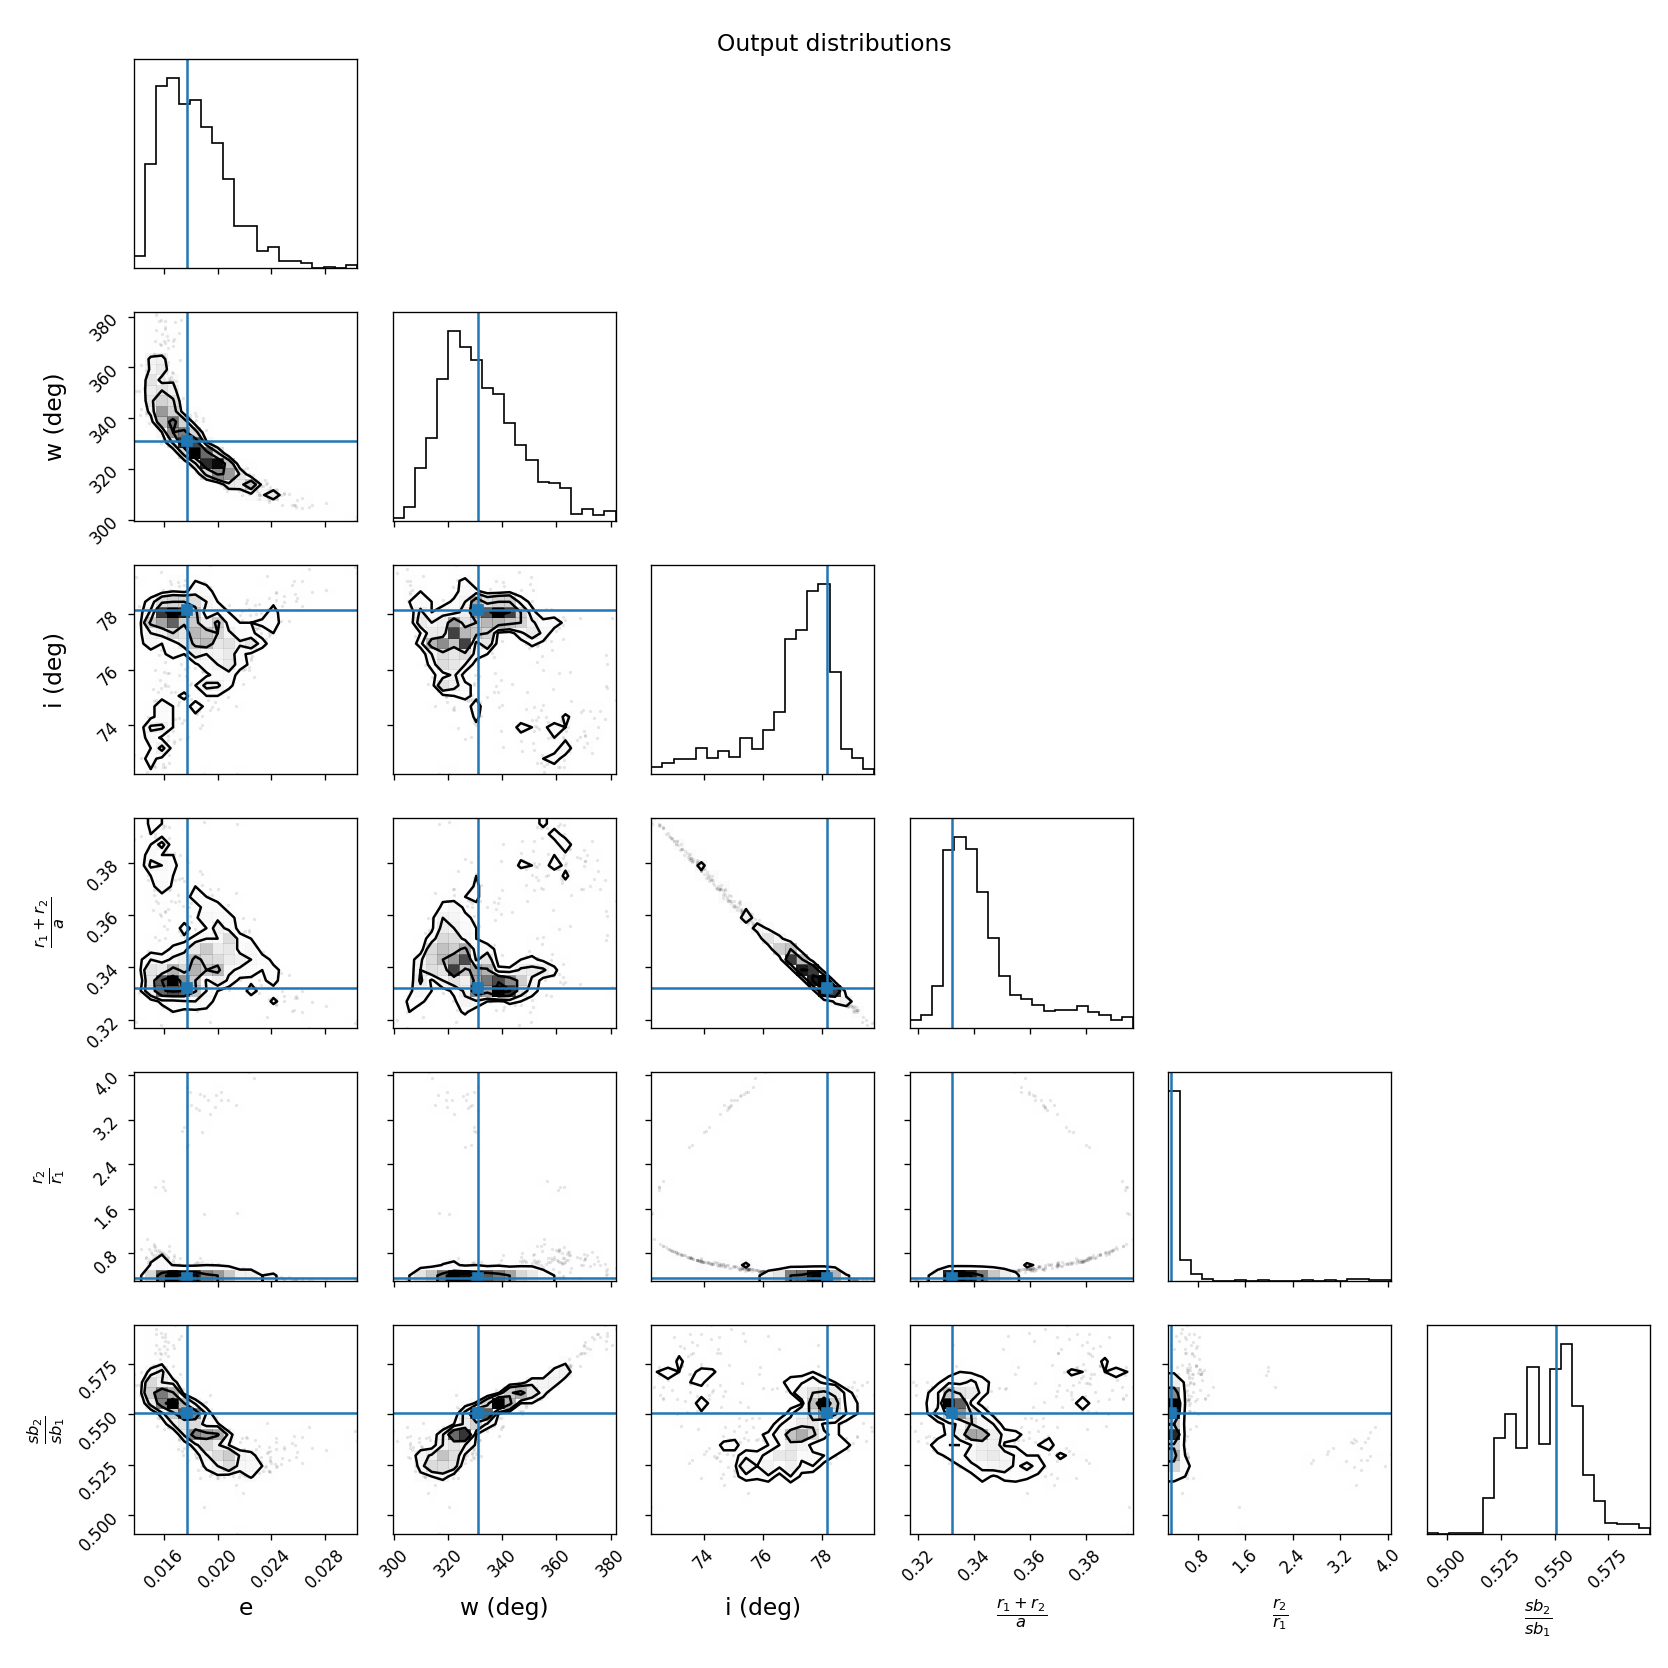 Output distributions
380
360
340
320
300
w (deg)
78
76
74
i (deg)
0.38
0.36
0.34
0.32
r₁ + r₂
a
4.0
3.2
2.4
1.6
0.8
r₂
r₁
0.575
0.550
0.525
0.500
sb₂
sb₁
0.016 0.020 0.024 0.028 300 320 340 360 380 74 76 78 0.32 0.34 0.36 0.38 0.8 1.6 2.4 3.2 4.0 0.500 0.525 0.550 0.575
e w (deg) i (deg)
r₁ + r₂
a
r₂
r₁
sb₂
sb₁